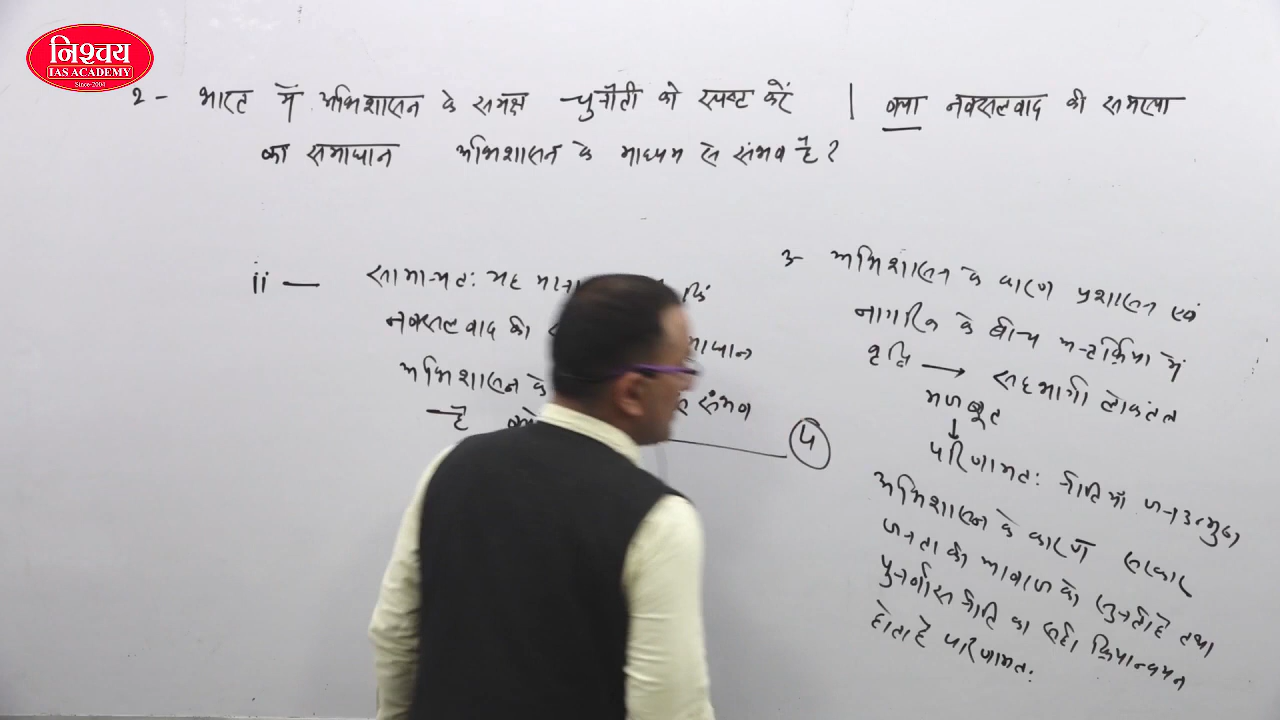 निश्चय
IAS ACADEMY
Since-2004
2- भारत में अभिशासन के समक्ष चुनौती को स्पष्ट करें | क्या नक्सलवाद की समस्या
का समाधान अभिशासन के माध्यम से संभव है?
ii — सामान्यत: यह माना कि
नक्सलवाद की माधान
अभिशासन के संभव
है
5
3- अभिशासन के कारण प्रशासन एवं
नागरिक के बीच अन्तर्क्रिया में
वृद्धि → सहभागी लोकतंत्र
मजबूत
↓
परिणामत: नीतियाँ जनउन्मुख
अभिशासन के कारण सरकार
जनता की आवाज को सुनती है तथा
पुनर्वास नीति का सही क्रियान्वयन
होता है परिणामत: